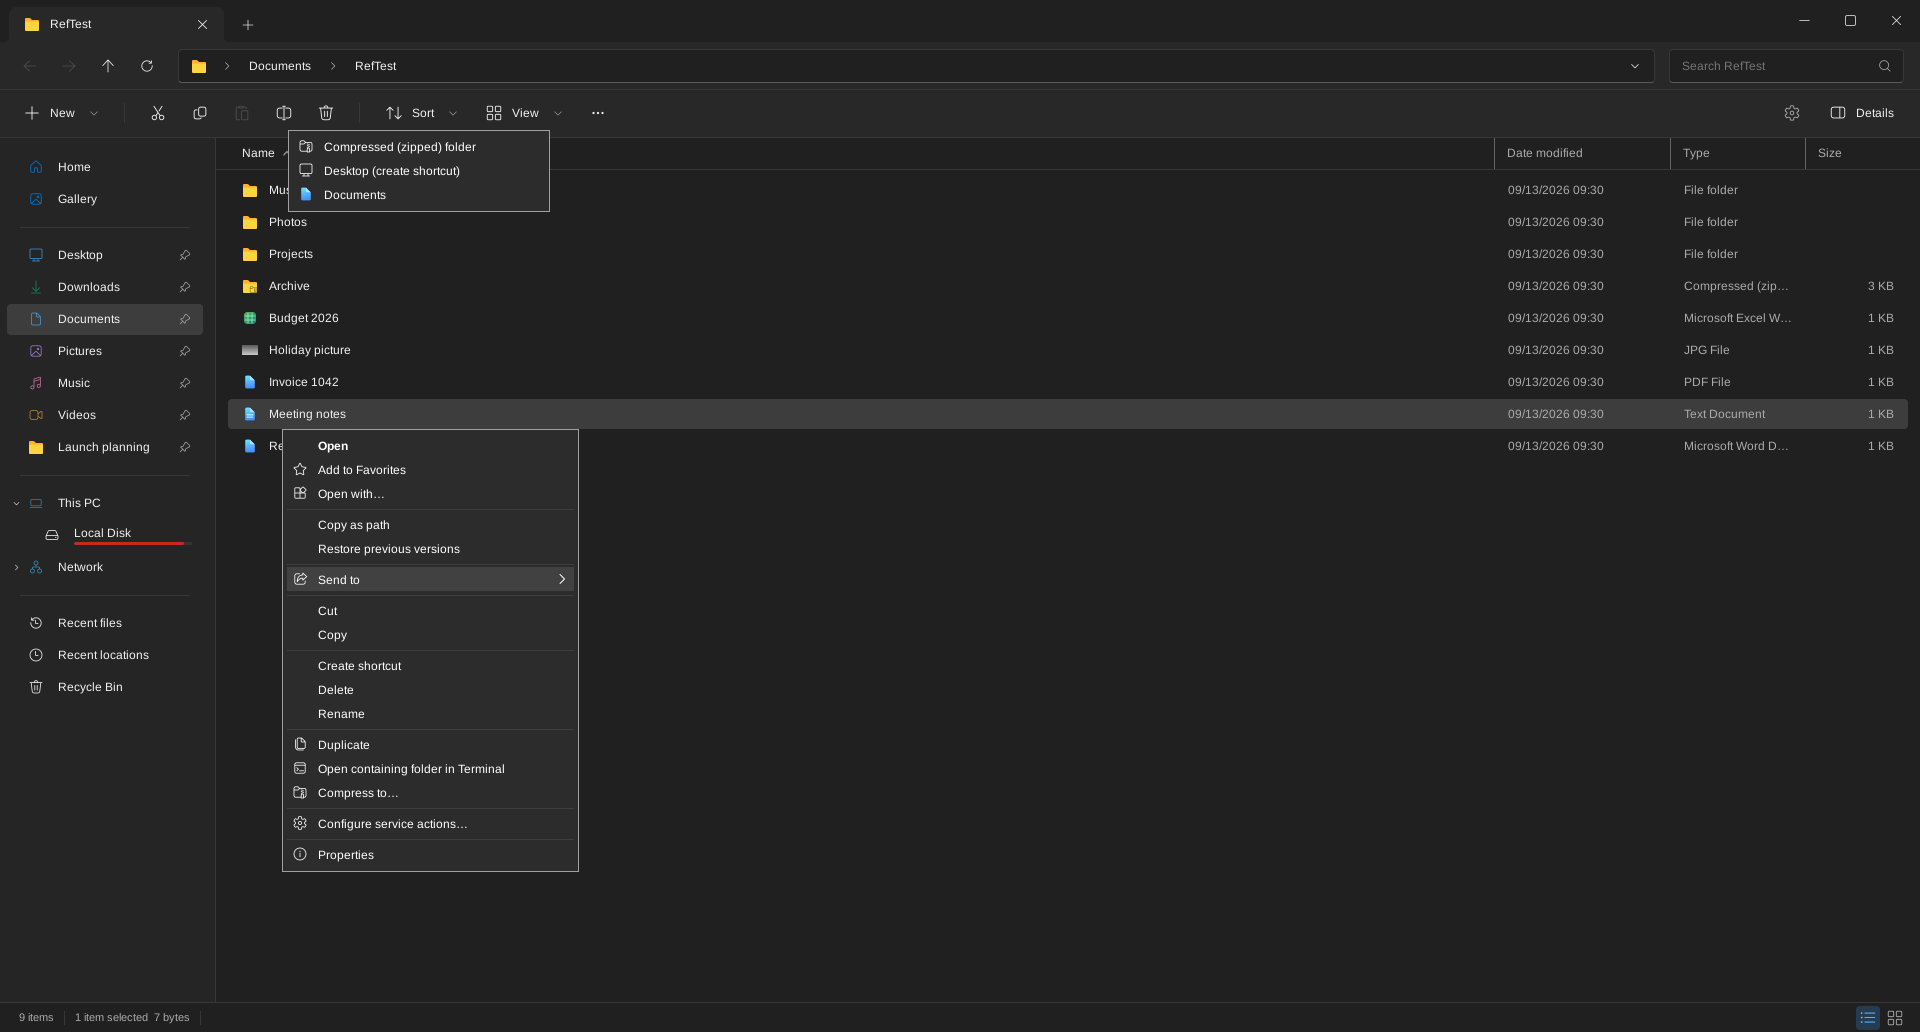 RefTest
Documents
RefTest
Search RefTest
New
Sort
View
Details
Compressed (zipped) folder
Desktop (create shortcut)
Documents
Name
Date modified
Type
Size
Home
Gallery
Desktop
Downloads
Documents
Pictures
Music
Videos
Launch planning
This PC
Local Disk
Network
Recent files
Recent locations
Recycle Bin
Mus
09/13/2026 09:30
File folder
Photos
09/13/2026 09:30
File folder
Projects
09/13/2026 09:30
File folder
Archive
09/13/2026 09:30
Compressed (zip…
3 KB
Budget 2026
09/13/2026 09:30
Microsoft Excel W…
1 KB
Holiday picture
09/13/2026 09:30
JPG File
1 KB
Invoice 1042
09/13/2026 09:30
PDF File
1 KB
Meeting notes
09/13/2026 09:30
Text Document
1 KB
Re
09/13/2026 09:30
Microsoft Word D…
1 KB
Open
Add to Favorites
Open with…
Copy as path
Restore previous versions
Send to
Cut
Copy
Create shortcut
Delete
Rename
Duplicate
Open containing folder in Terminal
Compress to…
Configure service actions…
Properties
9 items
1 item selected 7 bytes